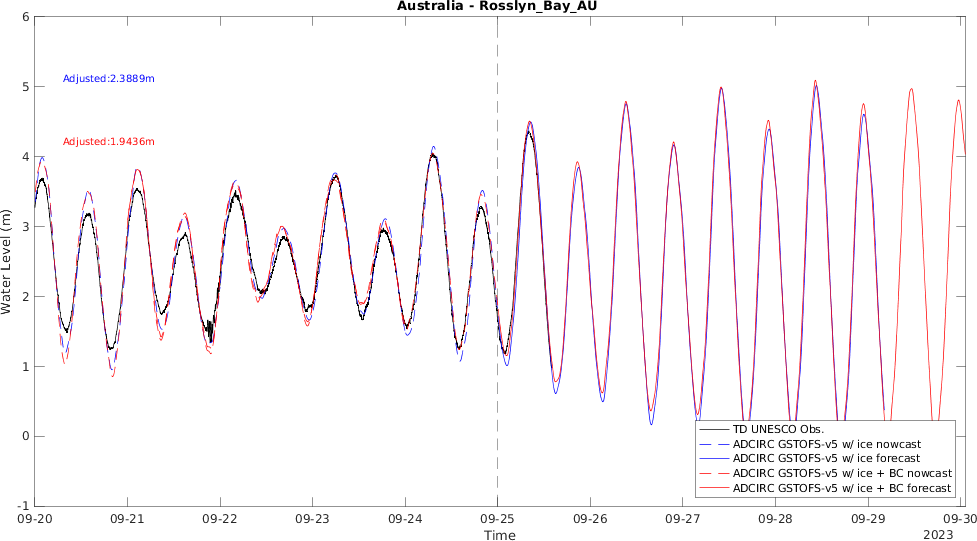 Australia - Rosslyn_Bay_AU
6
5
4
3
2
1
0
-1
Water Level (m)
Adjusted:2.3889m
Adjusted:1.9436m
TD UNESCO Obs.
ADCIRC GSTOFS-v5 w/ ice nowcast
ADCIRC GSTOFS-v5 w/ ice forecast
ADCIRC GSTOFS-v5 w/ ice + BC nowcast
ADCIRC GSTOFS-v5 w/ ice + BC forecast
09-20 09-21 09-22 09-23 09-24 09-25 09-26 09-27 09-28 09-29 09-30
Time
2023